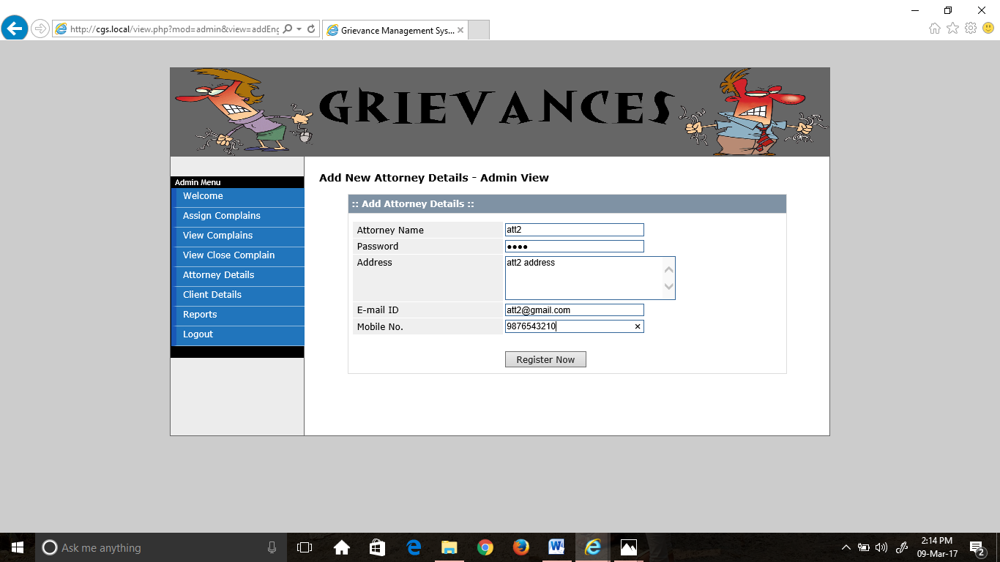 http://cgs.local/view.php?mod=admin&view=addEng
Grievance Management Sys...
GRIEVANCES
Admin Menu
Welcome
Assign Complains
View Complains
View Close Complain
Attorney Details
Client Details
Reports
Logout
Add New Attorney Details - Admin View
:: Add Attorney Details ::
Attorney Name att2
Password ●●●●
Address att2 address
E-mail ID att2@gmail.com
Mobile No. 9876543210
Register Now
Ask me anything
2:14 PM
09-Mar-17
2